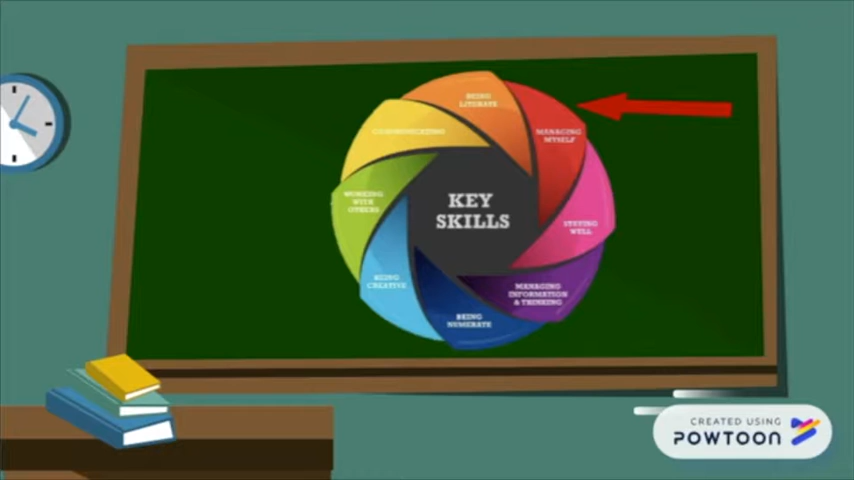 BEING
LITERATE
MANAGING
MYSELF
STAYING
WELL
MANAGING
INFORMATION
& THINKING
BEING
NUMERATE
BEING
CREATIVE
WORKING
WITH
OTHERS
COMMUNICATING
KEY
SKILLS
CREATED USING
POWTOON